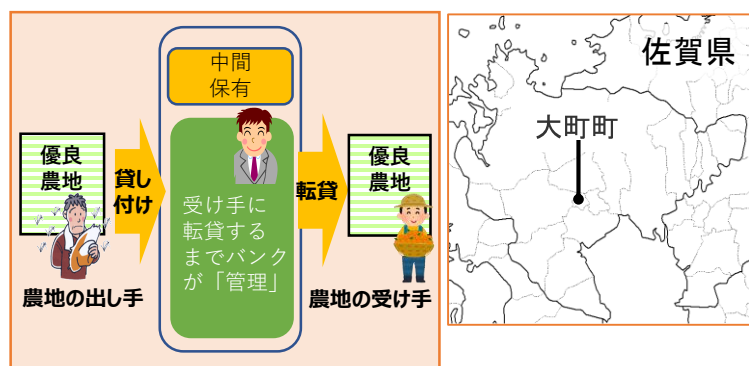 中間
保有
優良
農地
貸し
付け
受け手に
転貸する
までバンク
が「管理」
転貸
優良
農地
農地の出し手
農地の受け手
佐賀県
大町町